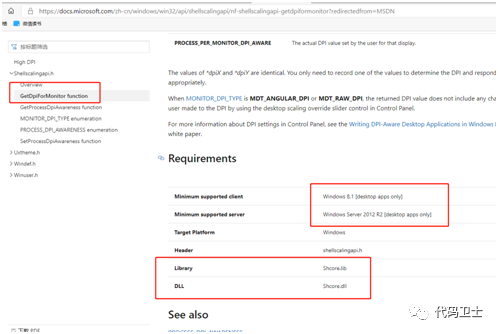 https://docs.microsoft.com/zh-cn/windows/win32/api/shellscalingapi/nf-shellscalingapi-getdpiformonitor?redirectedfrom=MSDN
微信读书
按标题筛选
High DPI
Shellscalingapi.h
Overview
GetDpiForMonitor function
GetProcessDpiAwareness function
MONITOR_DPI_TYPE enumeration
PROCESS_DPI_AWARENESS enumeration
SetProcessDpiAwareness function
Uxtheme.h
Windef.h
Winuser.h
下载 PDF
PROCESS_PER_MONITOR_DPI_AWARE The actual DPI value set by the user for that display.
The values of *dpiX and *dpiY are identical. You only need to record one of the values to determine the DPI and respond
appropriately.
When MONITOR_DPI_TYPE is MDT_ANGULAR_DPI or MDT_RAW_DPI, the returned DPI value does not include any cha
user made to the DPI by using the desktop scaling override slider control in Control Panel.
For more information about DPI settings in Control Panel, see the Writing DPI-Aware Desktop Applications in Windows
white paper.
Requirements
Minimum supported client Windows 8.1 [desktop apps only]
Minimum supported server Windows Server 2012 R2 [desktop apps only]
Target Platform Windows
Header shellscalingapi.h
Library Shcore.lib
DLL Shcore.dll
See also
PROCESS_DPI_AWARENESS
代码卫士